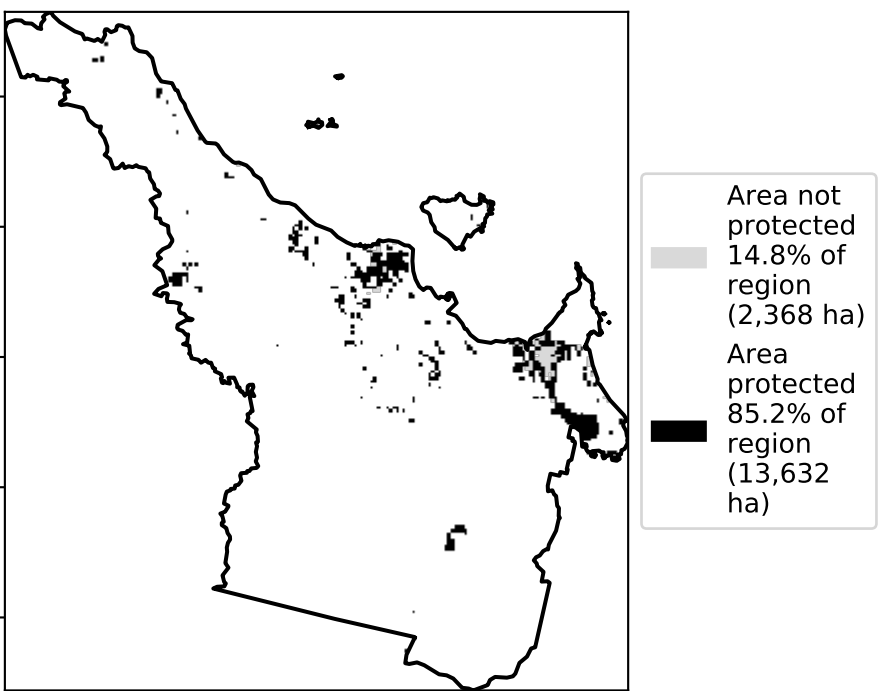 Area not
protected
14.8% of
region
(2,368 ha)
Area
protected
85.2% of
region
(13,632
ha)